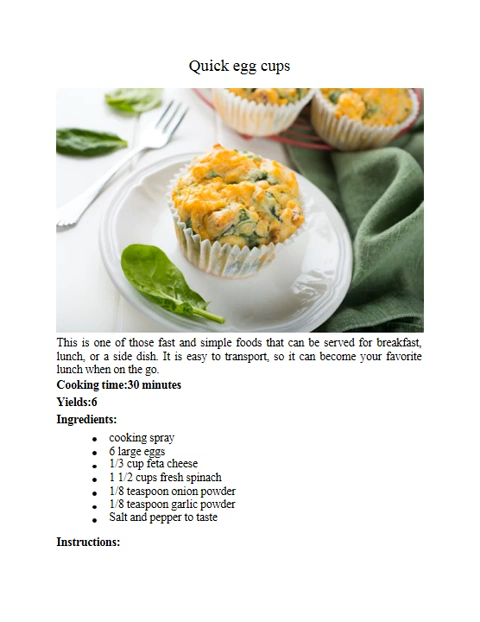 Quick egg cups
This is one of those fast and simple foods that can be served for breakfast,
lunch, or a side dish. It is easy to transport, so it can become your favorite
lunch when on the go.
Cooking time:30 minutes
Yields:6
Ingredients:
● cooking spray
● 6 large eggs
● 1/3 cup feta cheese
● 1 1/2 cups fresh spinach
● 1/8 teaspoon onion powder
● 1/8 teaspoon garlic powder
● Salt and pepper to taste
Instructions: